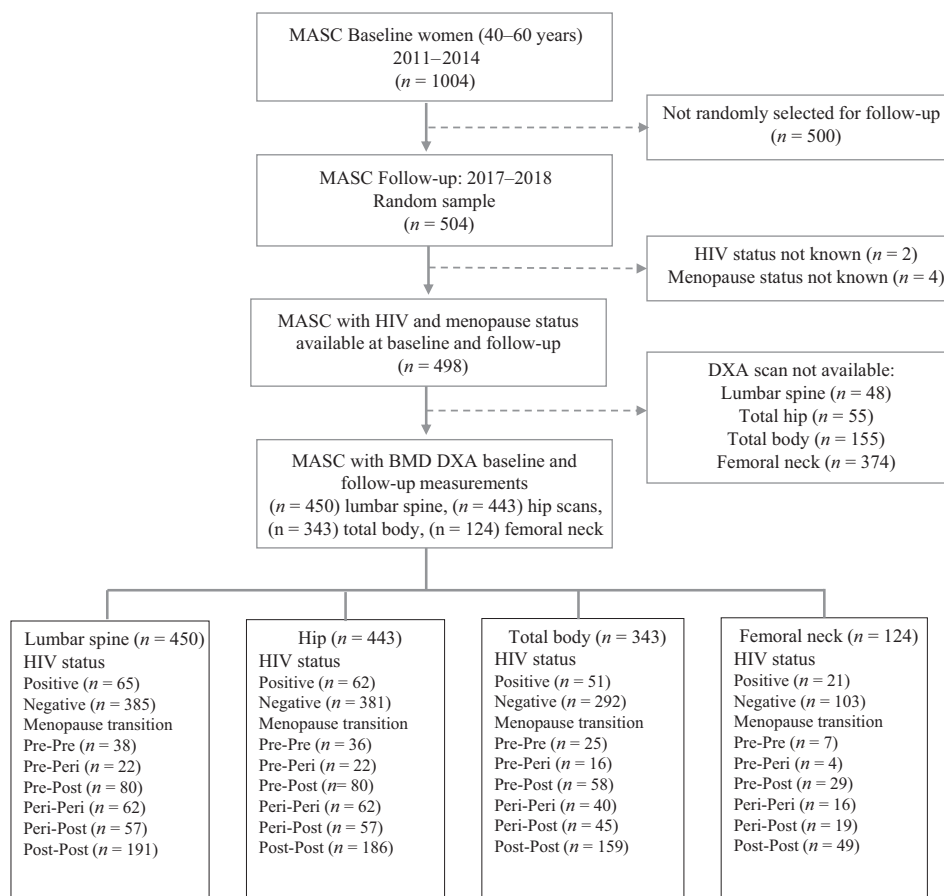 MASC Baseline women (40–60 years)
2011–2014
(n = 1004)
Not randomly selected for follow-up
(n = 500)
MASC Follow-up: 2017–2018
Random sample
(n = 504)
HIV status not known (n = 2)
Menopause status not known (n = 4)
MASC with HIV and menopause status
available at baseline and follow-up
(n = 498)
DXA scan not available:
Lumbar spine (n = 48)
Total hip (n = 55)
Total body (n = 155)
Femoral neck (n = 374)
MASC with BMD DXA baseline and
follow-up measurements
(n = 450) lumbar spine, (n = 443) hip scans,
(n = 343) total body, (n = 124) femoral neck
Lumbar spine (n = 450)
HIV status
Positive (n = 65)
Negative (n = 385)
Menopause transition
Pre-Pre (n = 38)
Pre-Peri (n = 22)
Pre-Post (n = 80)
Peri-Peri (n = 62)
Peri-Post (n = 57)
Post-Post (n = 191)
Hip (n = 443)
HIV status
Positive (n = 62)
Negative (n = 381)
Menopause transition
Pre-Pre (n = 36)
Pre-Peri (n = 22)
Pre-Post (n= 80)
Peri-Peri (n = 62)
Peri-Post (n = 57)
Post-Post (n = 186)
Total body (n = 343)
HIV status
Positive (n = 51)
Negative (n = 292)
Menopause transition
Pre-Pre (n = 25)
Pre-Peri (n = 16)
Pre-Post (n = 58)
Peri-Peri (n = 40)
Peri-Post (n = 45)
Post-Post (n = 159)
Femoral neck (n = 124)
HIV status
Positive (n = 21)
Negative (n = 103)
Menopause transition
Pre-Pre (n = 7)
Pre-Peri (n = 4)
Pre-Post (n = 29)
Peri-Peri (n = 16)
Peri-Post (n = 19)
Post-Post (n = 49)